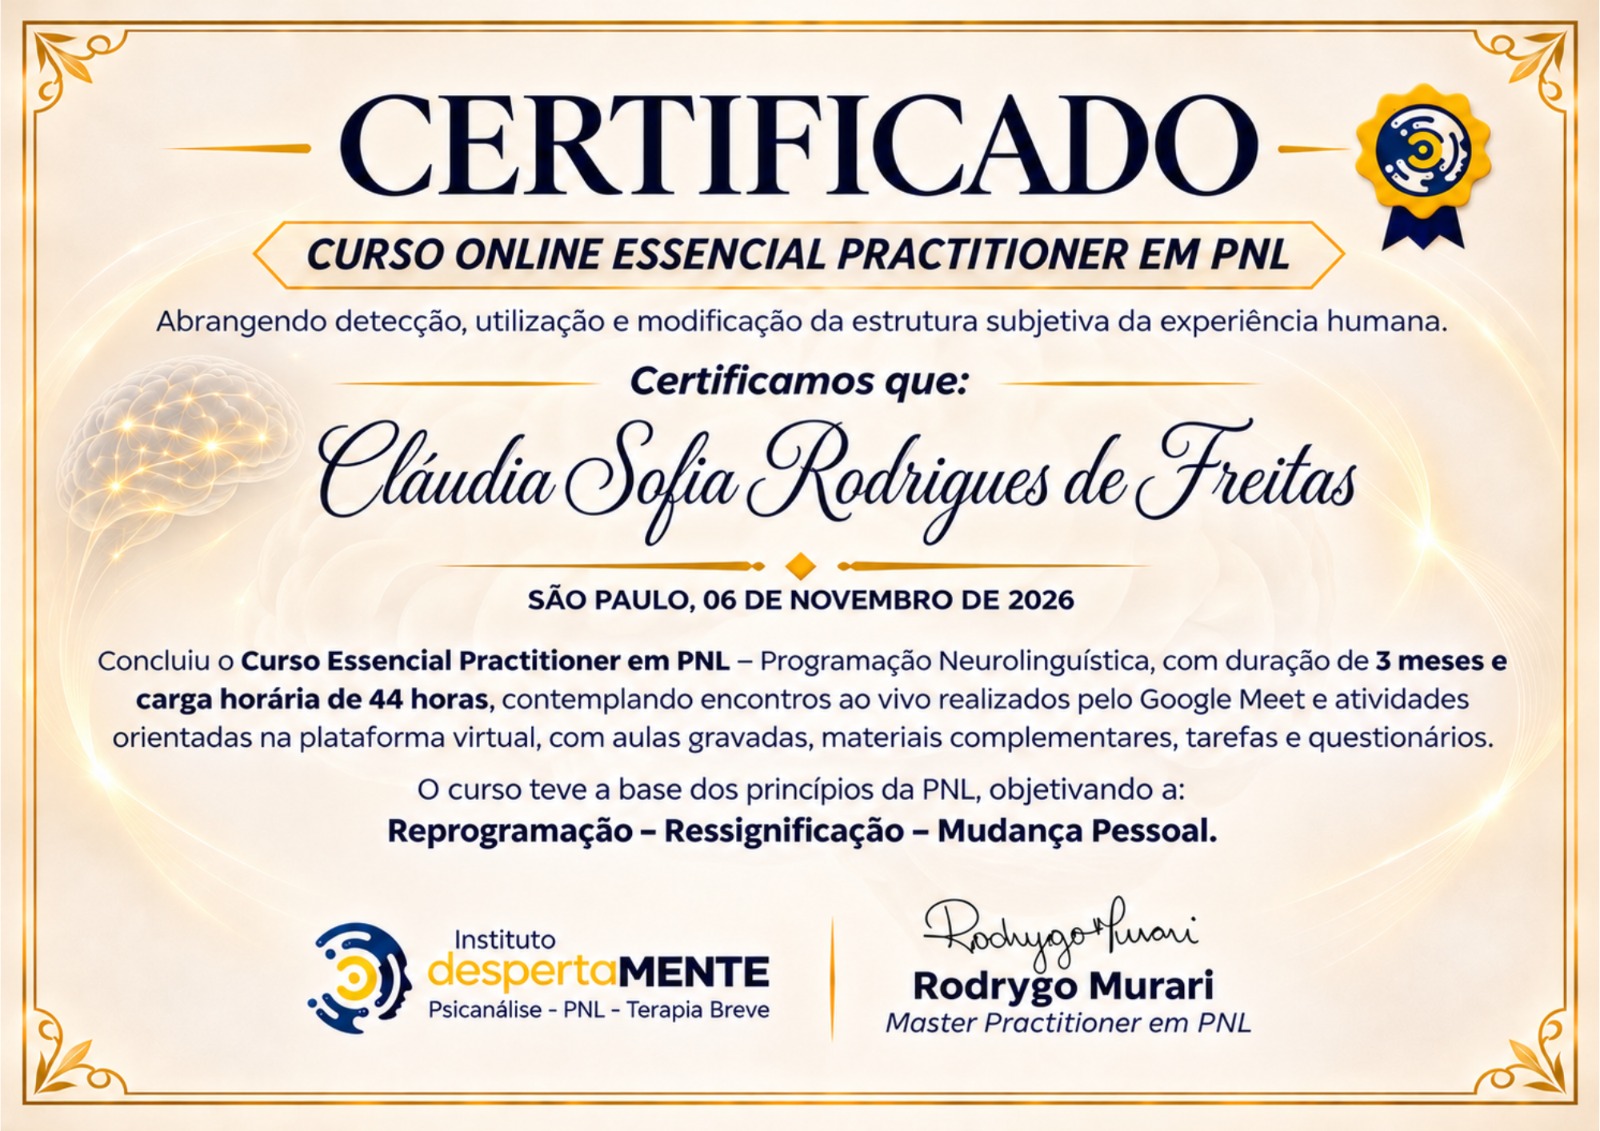 CERTIFICADO
CURSO ONLINE ESSENCIAL PRACTITIONER EM PNL
Abrangendo detecção, utilização e modificação da estrutura subjetiva da experiência humana.
Certificamos que:
Cláudia Sofia Rodrigues de Freitas
SÃO PAULO, 06 DE NOVEMBRO DE 2026
Concluiu o Curso Essencial Practitioner em PNL – Programação Neurolinguística, com duração de 3 meses e
carga horária de 44 horas, contemplando encontros ao vivo realizados pelo Google Meet e atividades
orientadas na plataforma virtual, com aulas gravadas, materiais complementares, tarefas e questionários.
O curso teve a base dos princípios da PNL, objetivando a:
Reprogramação – Ressignificação – Mudança Pessoal.
Instituto
despertaMENTE
Psicanálise - PNL - Terapia Breve
Rodrygo Murari
Rodrygo Murari
Master Practitioner em PNL